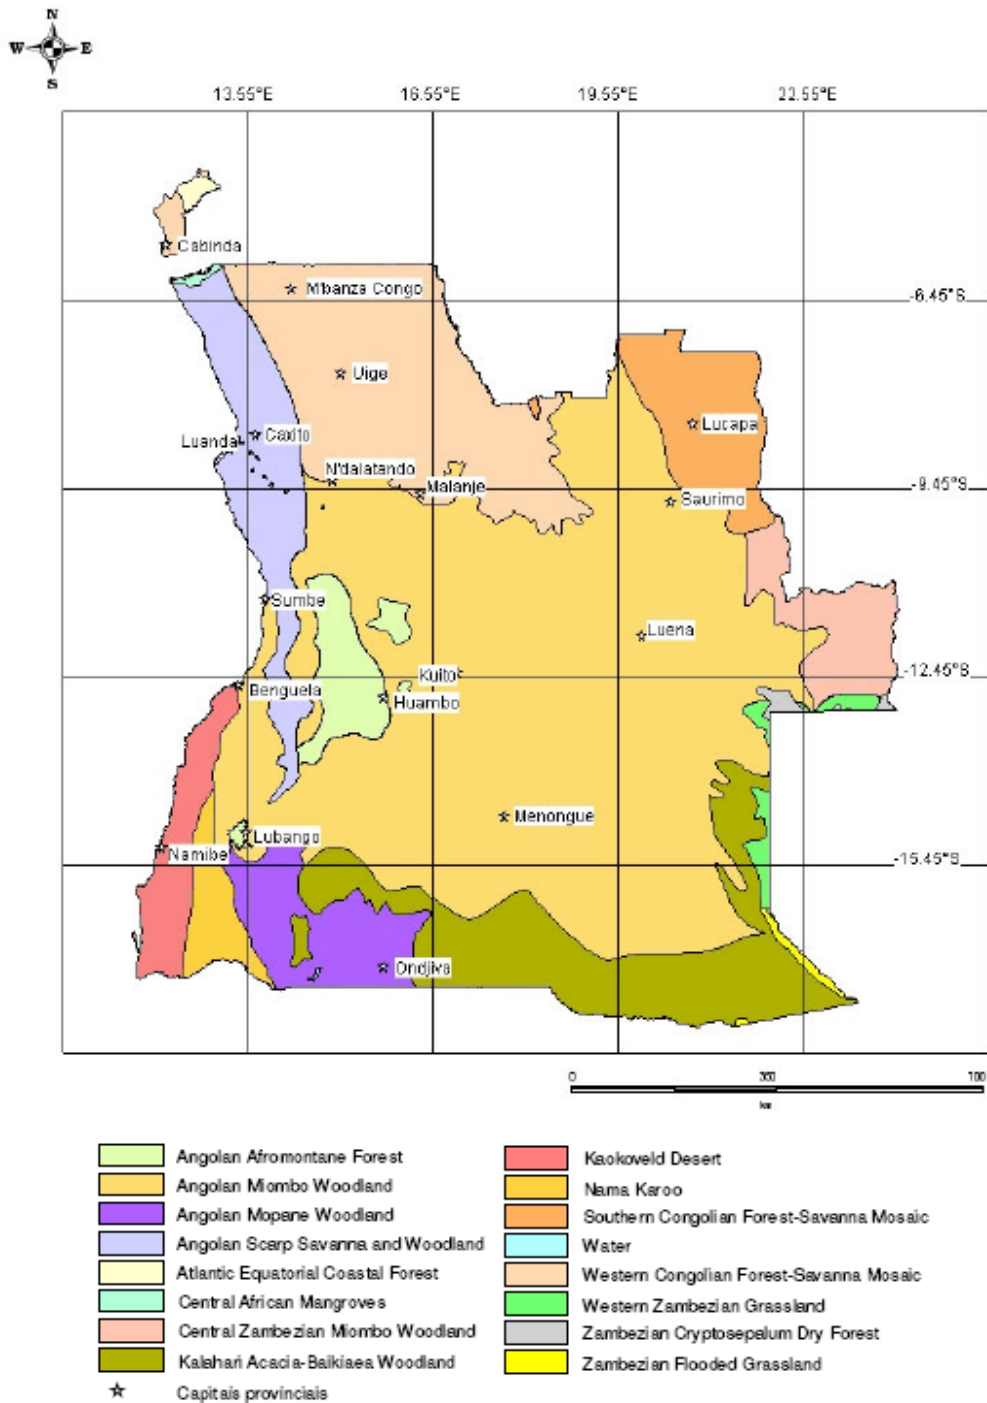 N
W E
S
13.55°E 16.55°E 19.55°E 22.55°E
Cabinda
M'banza Congo
-6.45°S
Uige
Lucapa
Luanda Caxito
N'dalatando
Malanje
-9.45°S
Saurimo
Sumbe
Luena
Kuito
-12.45°S
Benguela
Huambo
Menongue
Lubango
Namibe
-15.45°S
Ondjiva
0 350 700
km
Angolan Afromontane Forest
Angolan Miombo Woodland
Angolan Mopane Woodland
Angolan Scarp Savanna and Woodland
Atlantic Equatorial Coastal Forest
Central African Mangroves
Central Zambezian Miombo Woodland
Kalahari Acacia-Baikiaea Woodland
Capitais provinciais
Kaokoveld Desert
Nama Karoo
Southern Congolian Forest-Savanna Mosaic
Water
Western Congolian Forest-Savanna Mosaic
Western Zambezian Grassland
Zambezian Cryptosepalum Dry Forest
Zambezian Flooded Grassland